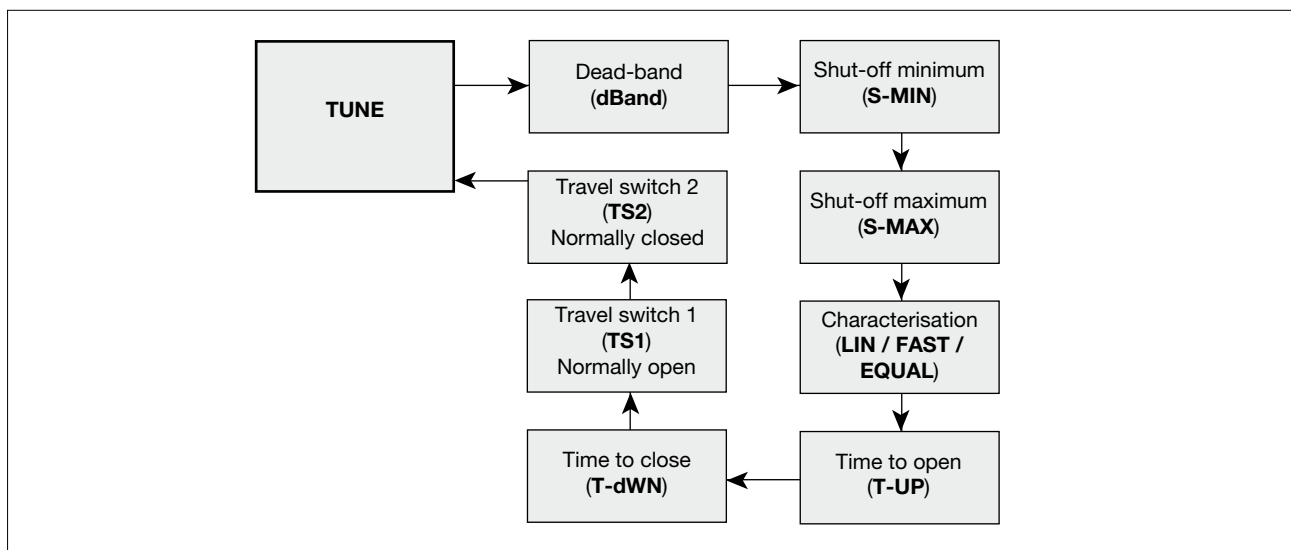 TUNE
Dead-band
(dBand)
Shut-off minimum
(S-MIN)
Shut-off maximum
(S-MAX)
Characterisation
(LIN / FAST /
EQUAL)
Time to open
(T-UP)
Time to close
(T-dWN)
Travel switch 1
(TS1)
Normally open
Travel switch 2
(TS2)
Normally closed